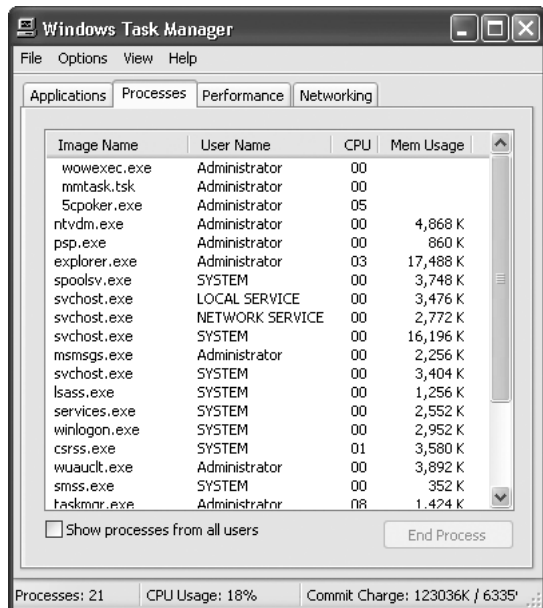 Windows Task Manager
File Options View Help
Applications Processes Performance Networking
Image Name User Name CPU Mem Usage
wowexec.exe Administrator 00
mmtask.tsk Administrator 00
5cpoker.exe Administrator 05
ntvdm.exe Administrator 00 4,868 K
psp.exe Administrator 00 860 K
explorer.exe Administrator 03 17,488 K
spoolsv.exe SYSTEM 00 3,748 K
svchost.exe LOCAL SERVICE 00 3,476 K
svchost.exe NETWORK SERVICE 00 2,772 K
svchost.exe SYSTEM 00 16,196 K
msmsgs.exe Administrator 00 2,256 K
svchost.exe SYSTEM 00 3,404 K
lsass.exe SYSTEM 00 1,256 K
services.exe SYSTEM 00 2,552 K
winlogon.exe SYSTEM 00 2,952 K
csrss.exe SYSTEM 01 3,580 K
wuauclt.exe Administrator 00 3,892 K
smss.exe SYSTEM 00 352 K
taskmgr.exe Administrator 08 1,424 K
Show processes from all users End Process
Processes: 21 CPU Usage: 18% Commit Charge: 123036K / 6335